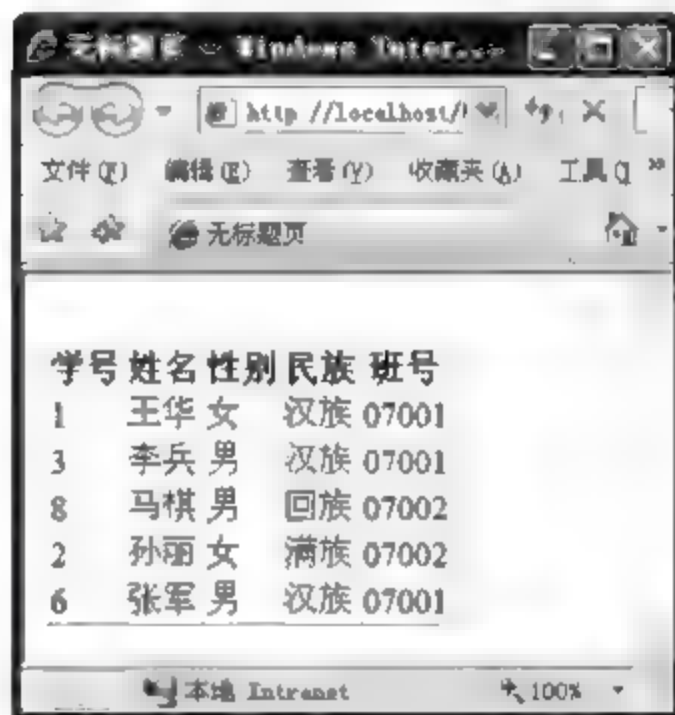 无标题页 - Windows Inter...
http //localhost/
文件(F) 编辑(E) 查看(V) 收藏夹(A) 工具(
无标题页
学号 姓名 性别 民族 班号
1 王华 女 汉族 07001
3 李兵 男 汉族 07001
8 马棋 男 回族 07002
2 孙丽 女 满族 07002
6 张军 男 汉族 07001
本地 Intranet 100%